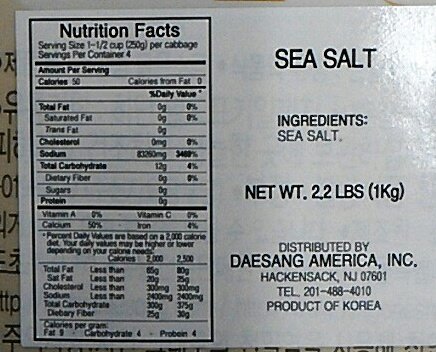 Nutrition Facts
Serving Size 1-1/2 cup (250g) per cabbage
Servings Per Container 4
Amount Per Serving
Calories 50 Calories from Fat 0
%Daily Value *
Total Fat 0g 0%
Saturated Fat 0g 0%
Trans Fat 0g
Cholesterol 0mg 0%
Sodium 83260mg 3469%
Total Carbohydrate 12g 4%
Dietary Fiber 0g 0%
Sugars 0g
Protein 0g
Vitamin A 0% · Vitamin C 0%
Calcium 50% · Iron 4%
* Percent Daily Values are based on a 2,000 calorie
diet. Your daily values may be higher or lower
depending on your calorie needs:
Calories 2,000 2,500
Total Fat Less than 65g 80g
Sat Fat Less than 20g 25g
Cholesterol Less than 300mg 300mg
Sodium Less than 2400mg 2400mg
Total Carbohydrate 300g 375g
Dietary Fiber 25g 30g
Calories per gram:
Fat 9 · Carbohydrate 4 · Protein 4
SEA SALT
INGREDIENTS:
SEA SALT.
NET WT. 2.2 LBS (1Kg)
DISTRIBUTED BY
DAESANG AMERICA, INC.
HACKENSACK, NJ 07601
TEL. 201-488-4010
PRODUCT OF KOREA